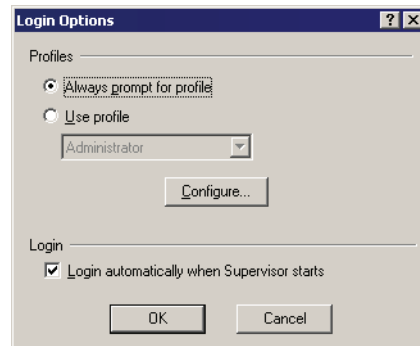 Login Options
Profiles
Always prompt for profile
Use profile
Administrator
Configure...
Login
Login automatically when Supervisor starts
OK Cancel